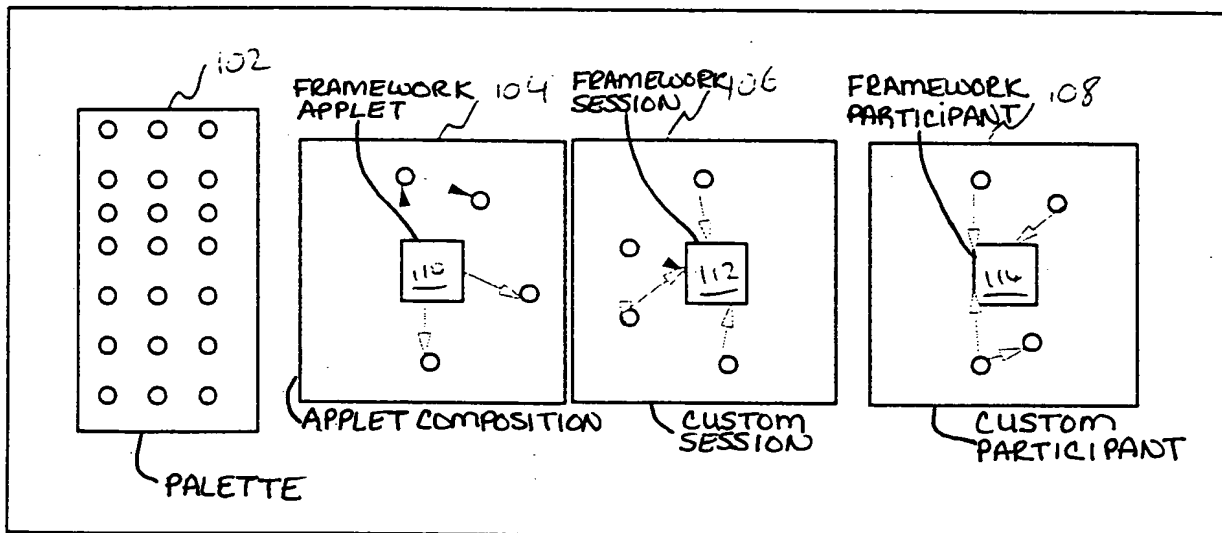 102
FRAMEWORK
APPLET
104
FRAMEWORK
SESSION
106
FRAMEWORK
PARTICIPANT
108
110
112
114
APPLET COMPOSITION
CUSTOM
SESSION
CUSTOM
PARTICIPANT
PALETTE